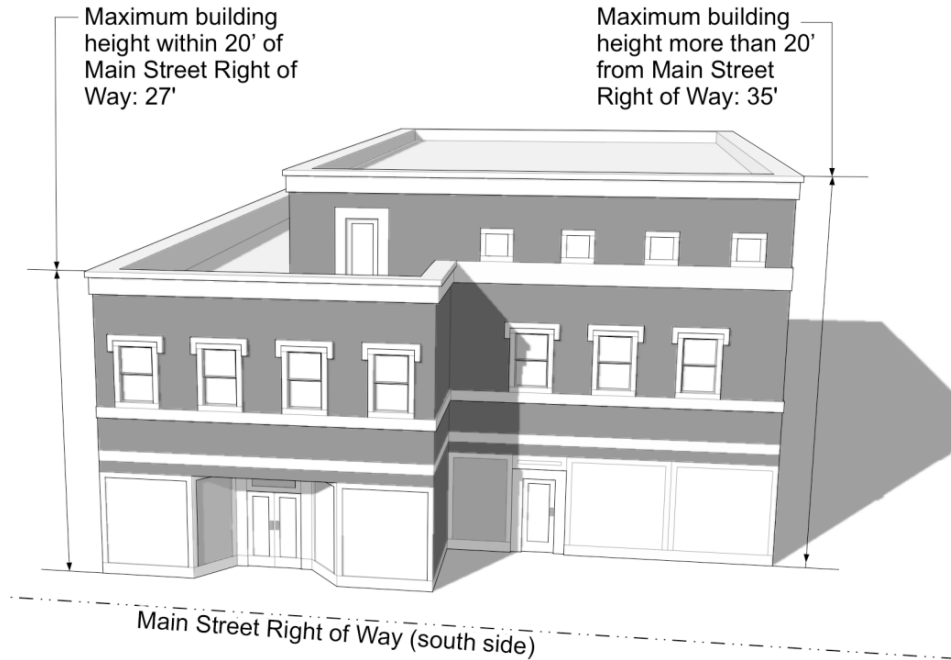 Maximum building
height within 20’ of
Main Street Right of
Way: 27'
Maximum building
height more than 20’
from Main Street
Right of Way: 35'
Main Street Right of Way (south side)